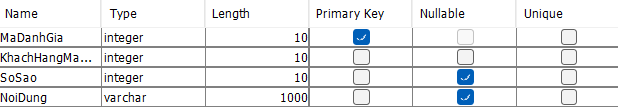 Name Type Length Primary Key Nullable Unique
MaDanhGia integer 10
KhachHangMa... integer 10
SoSao integer 10
NoiDung varchar 1000